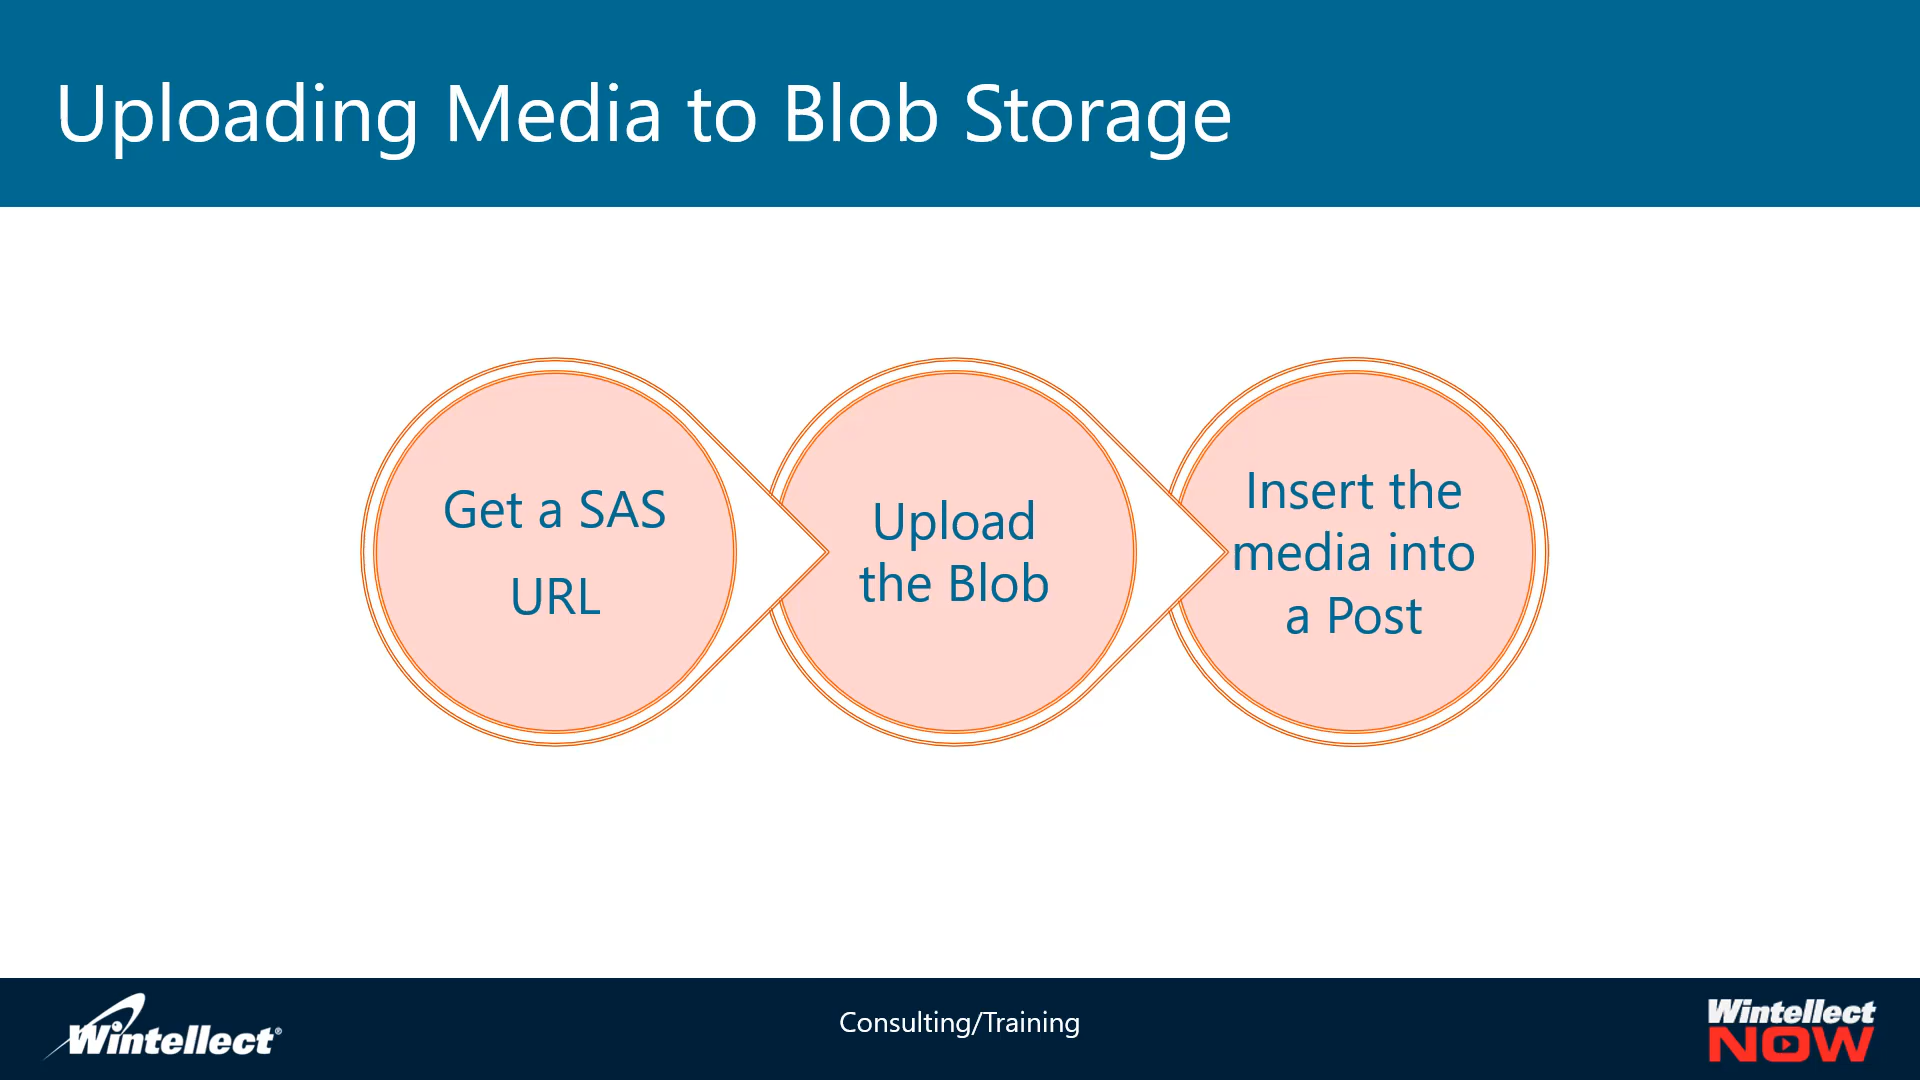 Uploading Media to Blob Storage
Get a SAS
URL
Upload
the Blob
Insert the
media into
a Post
Wintellect®
Consulting/Training
Wintellect
NOW